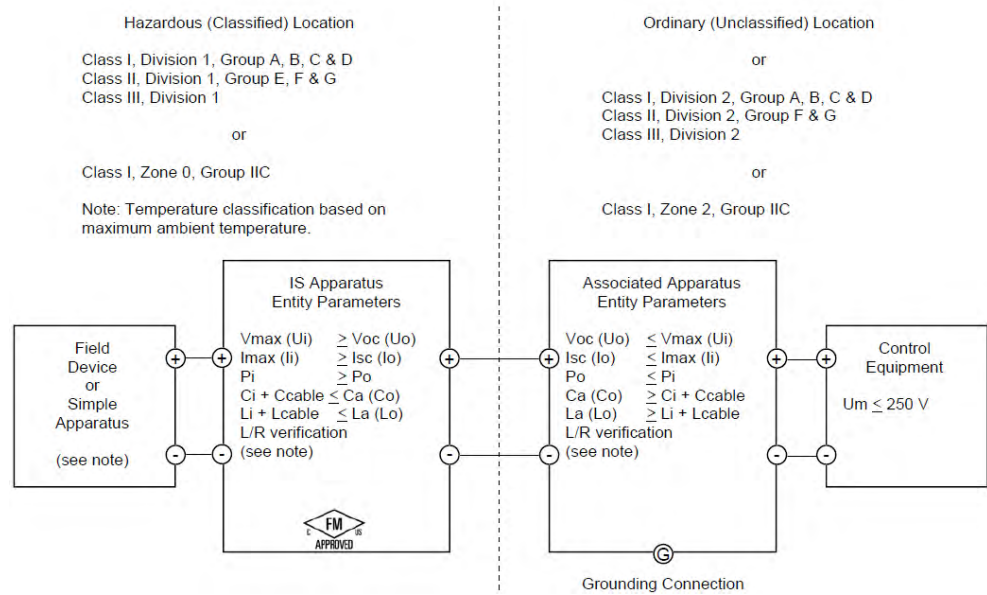 Hazardous (Classified) Location
Class I, Division 1, Group A, B, C & D
Class II, Division 1, Group E, F & G
Class III, Division 1
or
Class I, Zone 0, Group IIC
Note: Temperature classification based on
maximum ambient temperature.
Ordinary (Unclassified) Location
or
Class I, Division 2, Group A, B, C & D
Class II, Division 2, Group F & G
Class III, Division 2
or
Class I, Zone 2, Group IIC
Field
Device
or
Simple
Apparatus
(see note)
+
-
IS Apparatus
Entity Parameters
Vmax (Ui) ≥ Voc (Uo)
Imax (Ii) ≥ Isc (Io)
Pi ≥ Po
Ci + Ccable ≤ Ca (Co)
Li + Lcable ≤ La (Lo)
L/R verification
(see note)
+
-
+
-
C FM US
APPROVED
Associated Apparatus
Entity Parameters
Voc (Uo) ≤ Vmax (Ui)
Isc (Io) ≤ Imax (Ii)
Po ≤ Pi
Ca (Co) ≥ Ci + Ccable
La (Lo) ≥ Li + Lcable
L/R verification
(see note)
+
-
+
-
G
Grounding Connection
Control
Equipment
Um ≤ 250 V
+
-